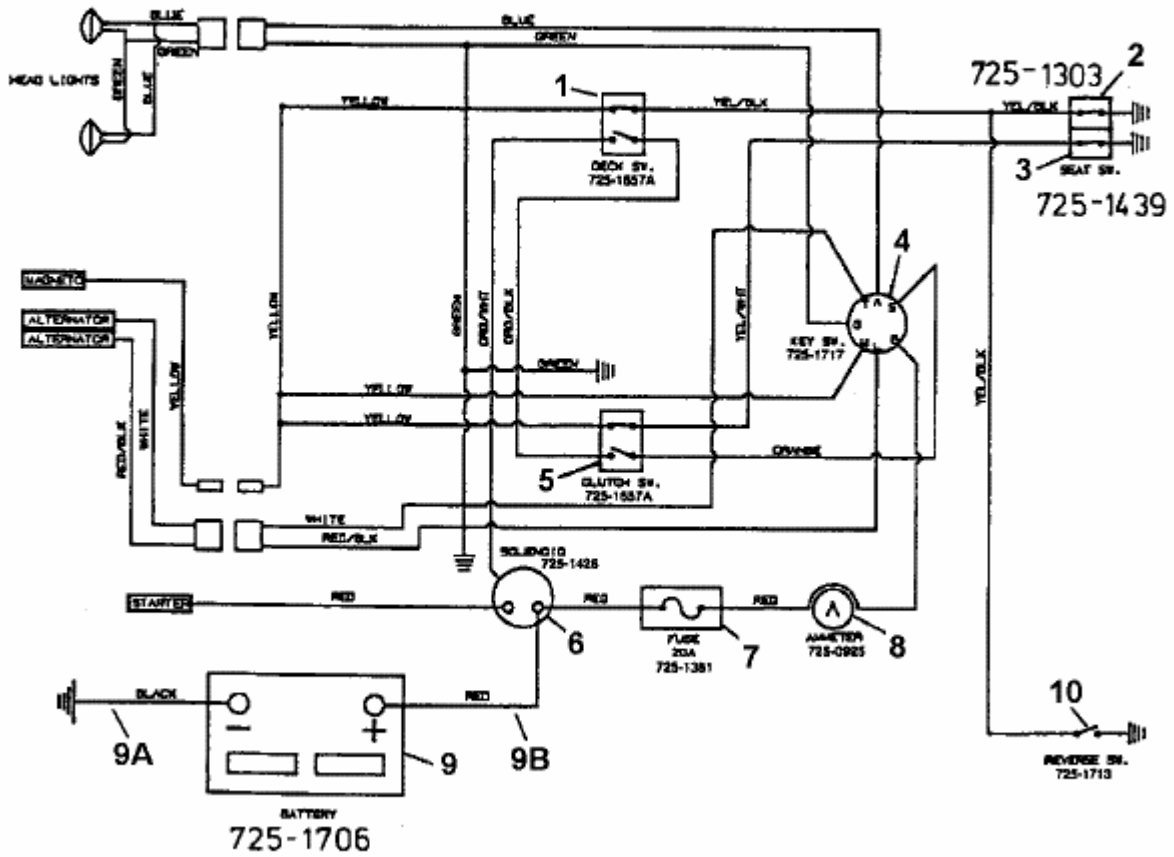 BLUE
BLUE
GREEN
GREEN
HEAD LIGHTS
GREEN
BLUE
1
725-1303
2
YELLOW
YEL/BLK
YEL/BLK
3
DECK SW.
725-1657A
SEAT SW.
725-1439
4
MAGNETO
ALTERNATOR
ALTERNATOR
YELLOW
GREEN
ORG/WHT
ORG/BLK
YEL/WHT
L
V
S
G
B
M
KEY SW.
725-1717
YEL/BLK
GREEN
YELLOW
YELLOW
YELLOW
WHITE
RED/BLK
ORANGE
5
CLUTCH SW.
725-1657A
WHITE
RED/BLK
SOLENOID
725-1426
STARTER
RED
RED
RED
A
6
FUSE
20A
725-1381
7
AMMETER
725-0925
8
BLACK
RED
10
−
+
9A
9
9B
REVERSE SW.
725-1713
BATTERY
725-1706